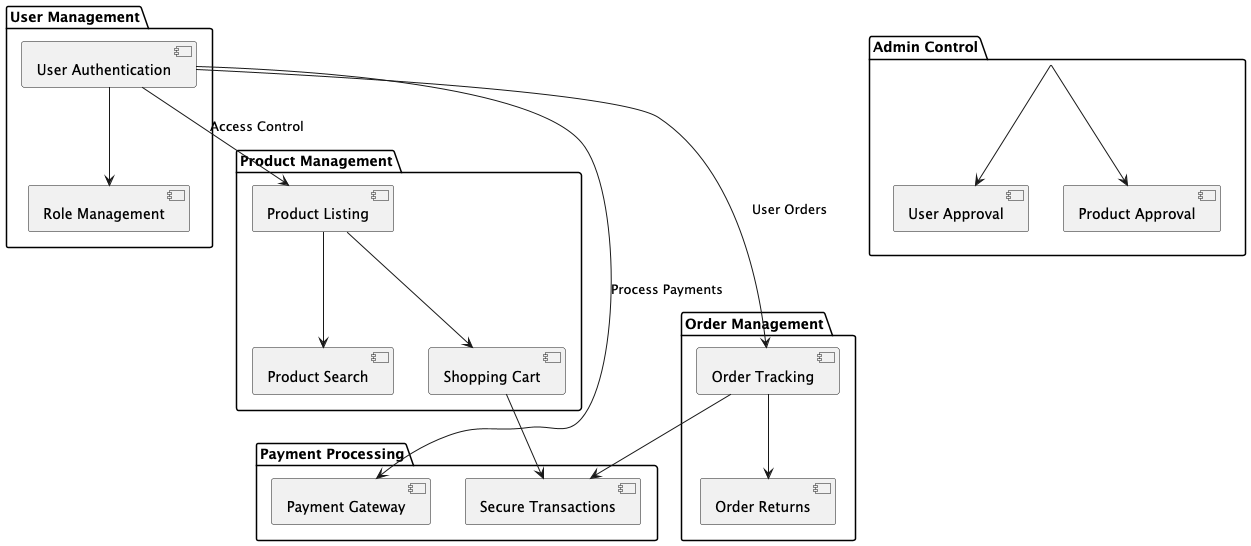 User Management
User Authentication
Role Management
Access Control
Product Management
Product Listing
Product Search
Shopping Cart
Process Payments
User Orders
Admin Control
User Approval
Product Approval
Order Management
Order Tracking
Order Returns
Payment Processing
Payment Gateway
Secure Transactions